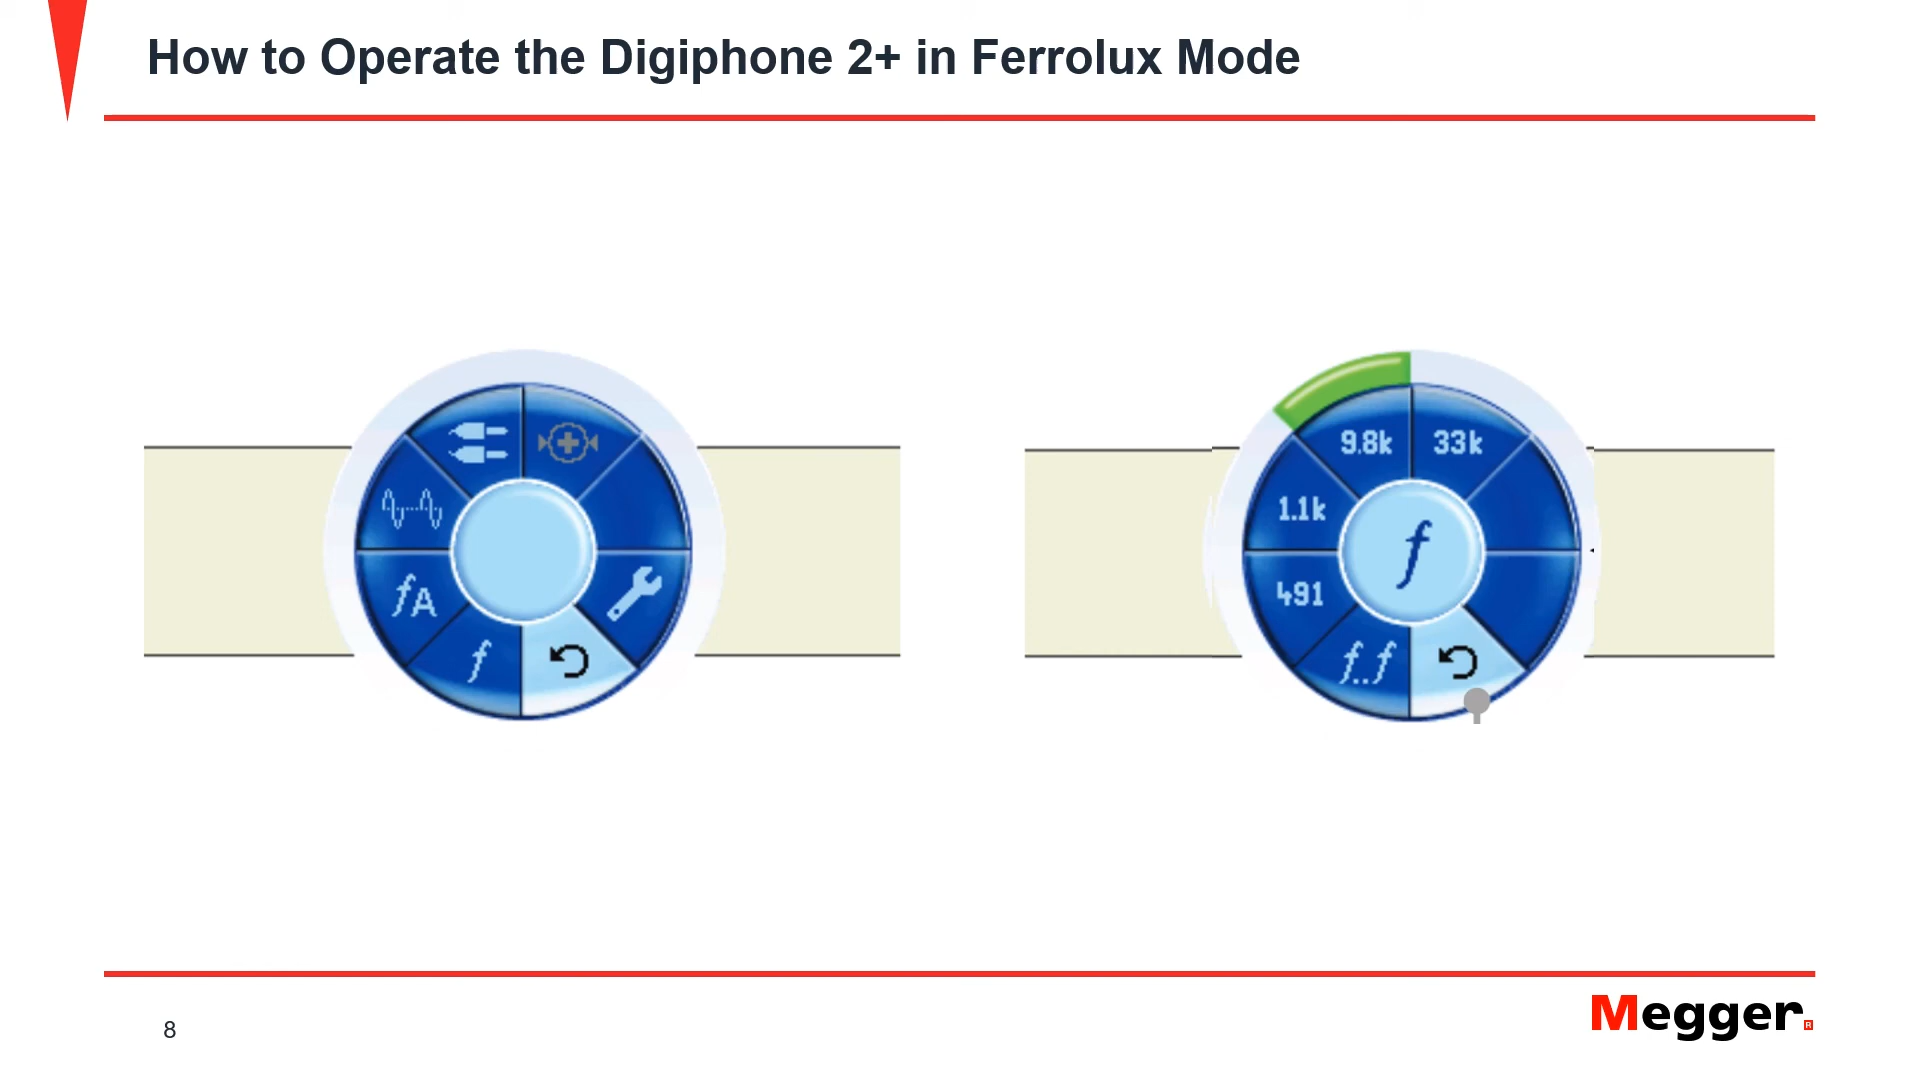 How to Operate the Digiphone 2+ in Ferrolux Mode
fA
f
9.8k 33k
1.1k
f
491
f..f
8
Megger®